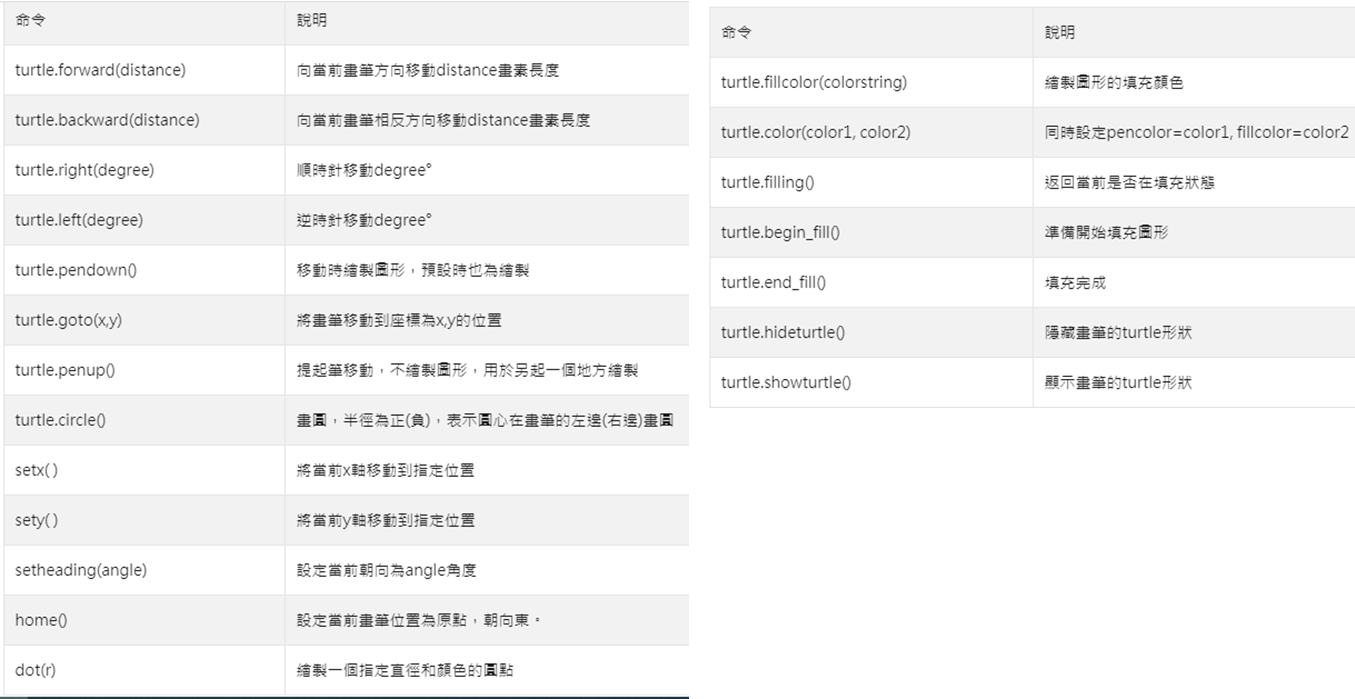 命令 說明
turtle.forward(distance) 向當前畫筆方向移動distance畫素長度
turtle.backward(distance) 向當前畫筆相反方向移動distance畫素長度
turtle.right(degree) 順時針移動degree°
turtle.left(degree) 逆時針移動degree°
turtle.pendown() 移動時繪製圖形，預設時也為繪製
turtle.goto(x,y) 將畫筆移動到座標為x,y的位置
turtle.penup() 提起筆移動，不繪製圖形，用於另起一個地方繪製
turtle.circle() 畫圓，半徑為正(負)，表示圓心在畫筆的左邊(右邊)畫圓
setx( ) 將當前x軸移動到指定位置
sety( ) 將當前y軸移動到指定位置
setheading(angle) 設定當前朝向為angle角度
home() 設定當前畫筆位置為原點，朝向東。
dot(r) 繪製一個指定直徑和顏色的圓點
命令 說明
turtle.fillcolor(colorstring) 繪製圖形的填充顏色
turtle.color(color1, color2) 同時設定pencolor=color1, fillcolor=color2
turtle.filling() 返回當前是否在填充狀態
turtle.begin_fill() 準備開始填充圖形
turtle.end_fill() 填充完成
turtle.hideturtle() 隱藏畫筆的turtle形狀
turtle.showturtle() 顯示畫筆的turtle形狀